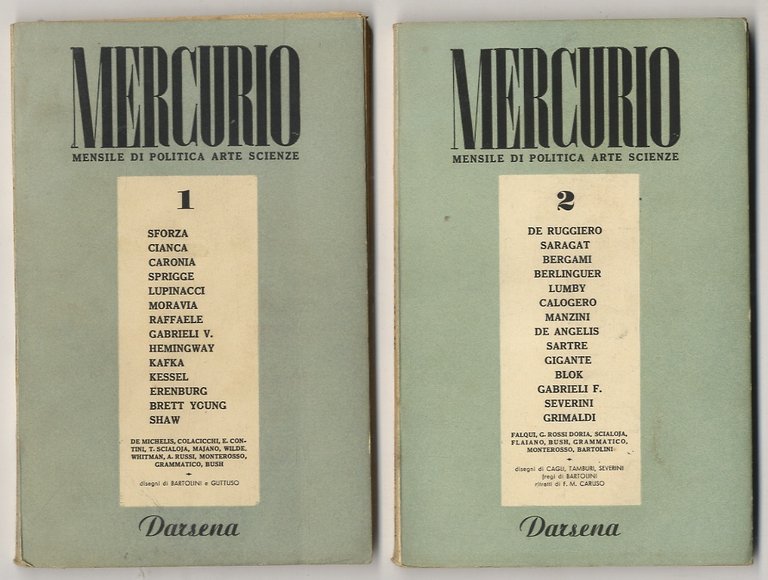 MERCURIO
MENSILE DI POLITICA ARTE SCIENZE
1
SFORZA
CIANCA
CARONIA
SPRIGGE
LUPINACCI
MORAVIA
RAFFAELE
GABRIELI V.
HEMINGWAY
KAFKA
KESSEL
ERENBURG
BRETT YOUNG
SHAW
DE MICHELIS, COLACICCHI, E. CON-
TINI, T. SCIALOJA, MAJANO, WILDE,
WHITMAN, A. RUSSI, MONTEROSSO,
GRAMMATICO, BUSH
disegni di BARTOLINI e GUTTUSO
Darsena
MERCURIO
MENSILE DI POLITICA ARTE SCIENZE
2
DE RUGGIERO
SARAGAT
BERGAMI
BERLINGUER
LUMBY
CALOGERO
MANZINI
DE ANGELIS
SARTRE
GIGANTE
BLOK
GABRIELI F.
SEVERINI
GRIMALDI
FALQUI, G. ROSSI DORIA, SCIALOJA,
FLAIANO, BUSH, GRAMMATICO,
MONTEROSSO, BARTOLINI
disegni di CAGLI, TAMBURI, SEVERINI
fregi di BARTOLINI
ritratti di F. M. CARUSO
Darsena